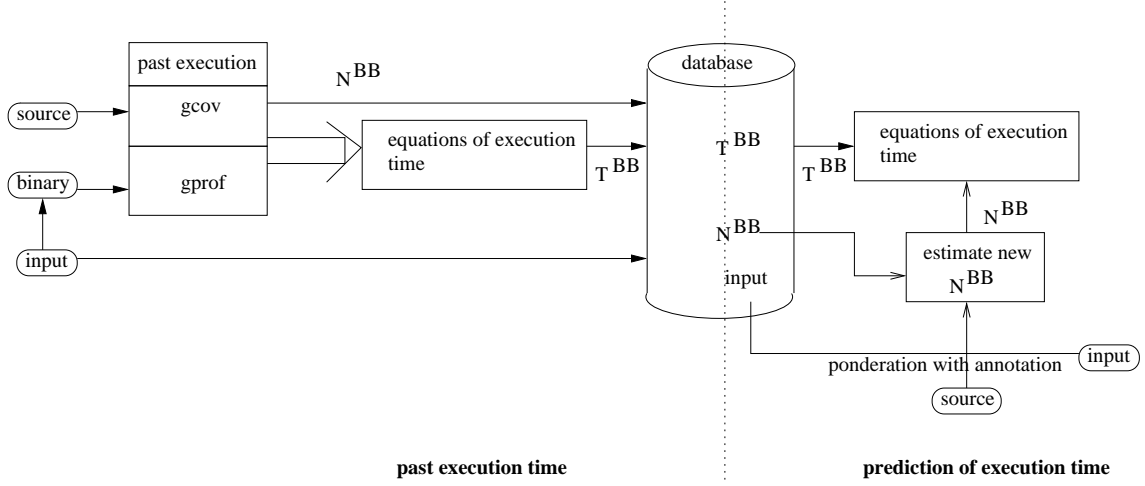 past execution
N^BB
database
source
gcov
equations of execution
time
equations of execution
time
T^BB
T^BB
T^BB
binary
gprof
N^BB
N^BB
input
estimate new
N^BB
input
ponderation with annotation
input
source
past execution time
prediction of execution time